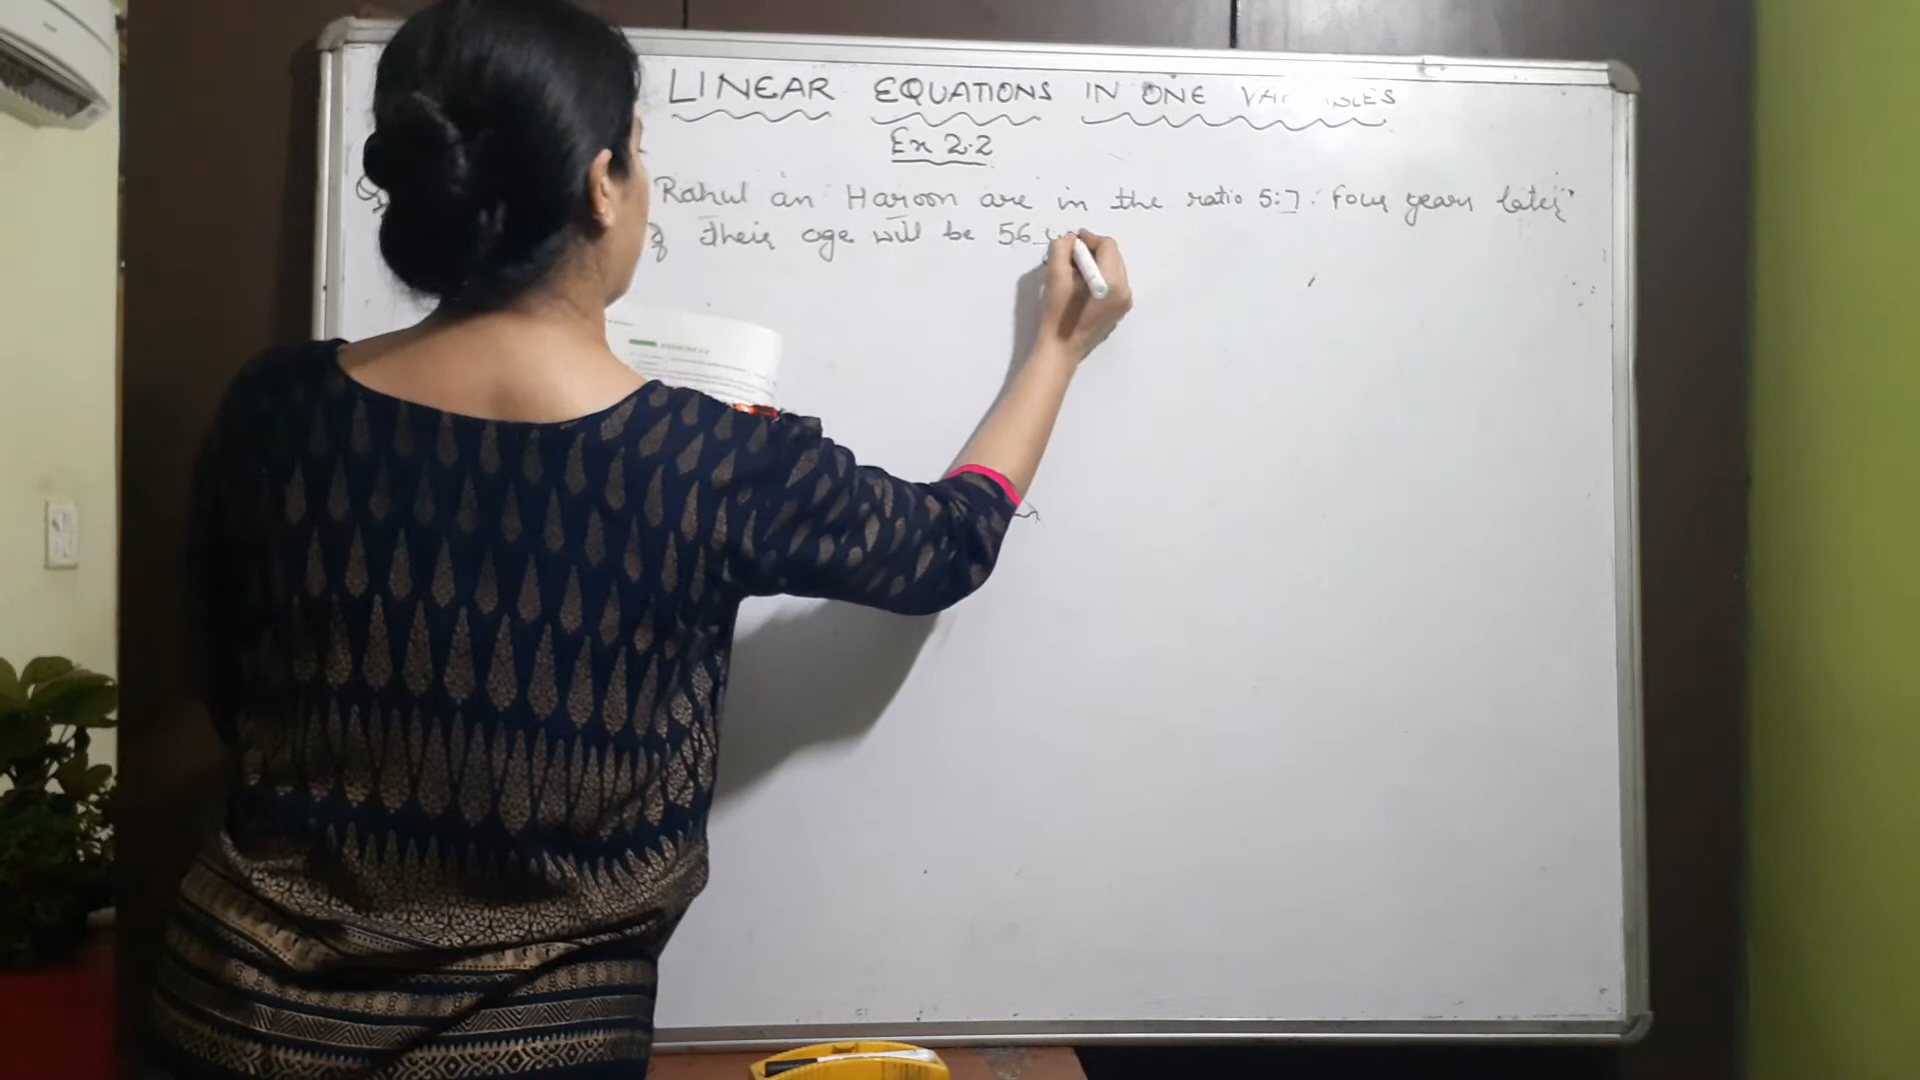 LINEAR EQUATIONS IN ONE
Ex 2.2
Rahul an Haroon are in the ratio 5:7. Four years later
their age will be 56